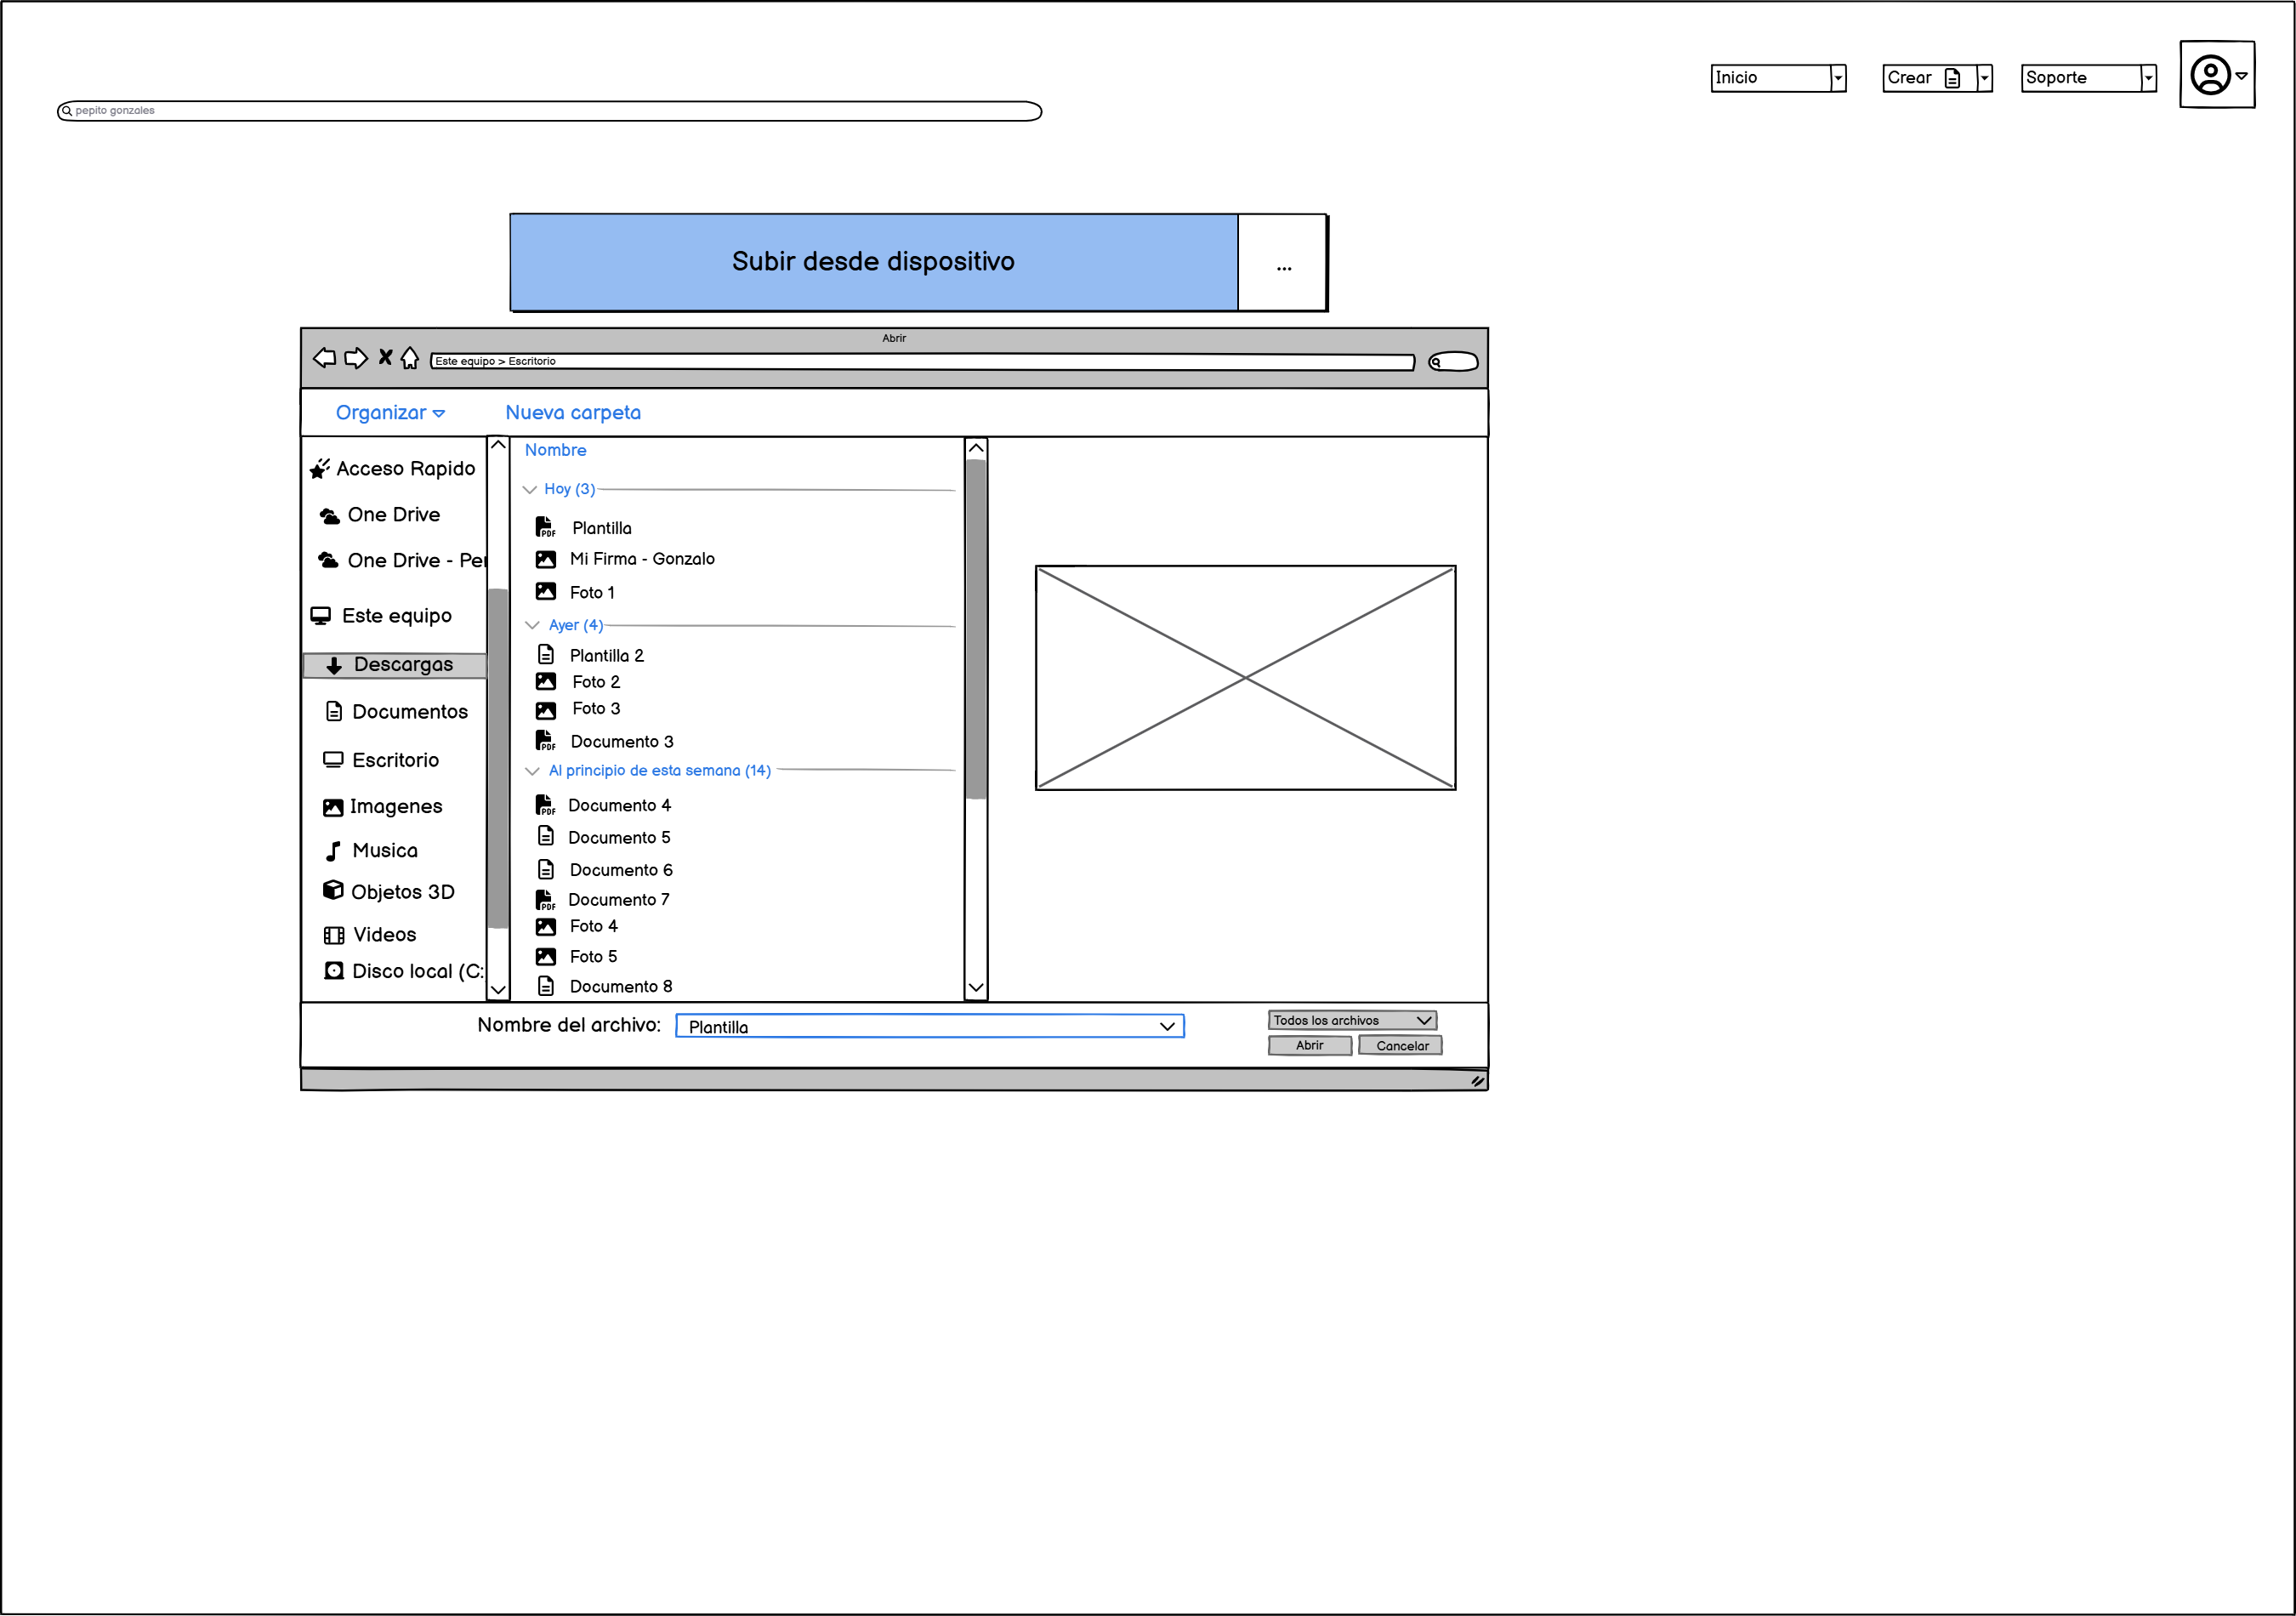 Inicio
Crear
Soporte
pepito gonzales
Subir desde dispositivo
...
Abrir
Este equipo > Escritorio
Organizar
Nueva carpeta
Acceso Rapido
One Drive
One Drive - Per
Este equipo
Descargas
Documentos
Escritorio
Imagenes
Musica
Objetos 3D
Videos
Disco local (C:
Nombre
Hoy (3)
PDF Plantilla
Mi Firma - Gonzalo
Foto 1
Ayer (4)
Plantilla 2
Foto 2
Foto 3
PDF Documento 3
Al principio de esta semana (14)
PDF Documento 4
Documento 5
Documento 6
PDF Documento 7
Foto 4
Foto 5
Documento 8
Nombre del archivo:
Plantilla
Todos los archivos
Abrir
Cancelar